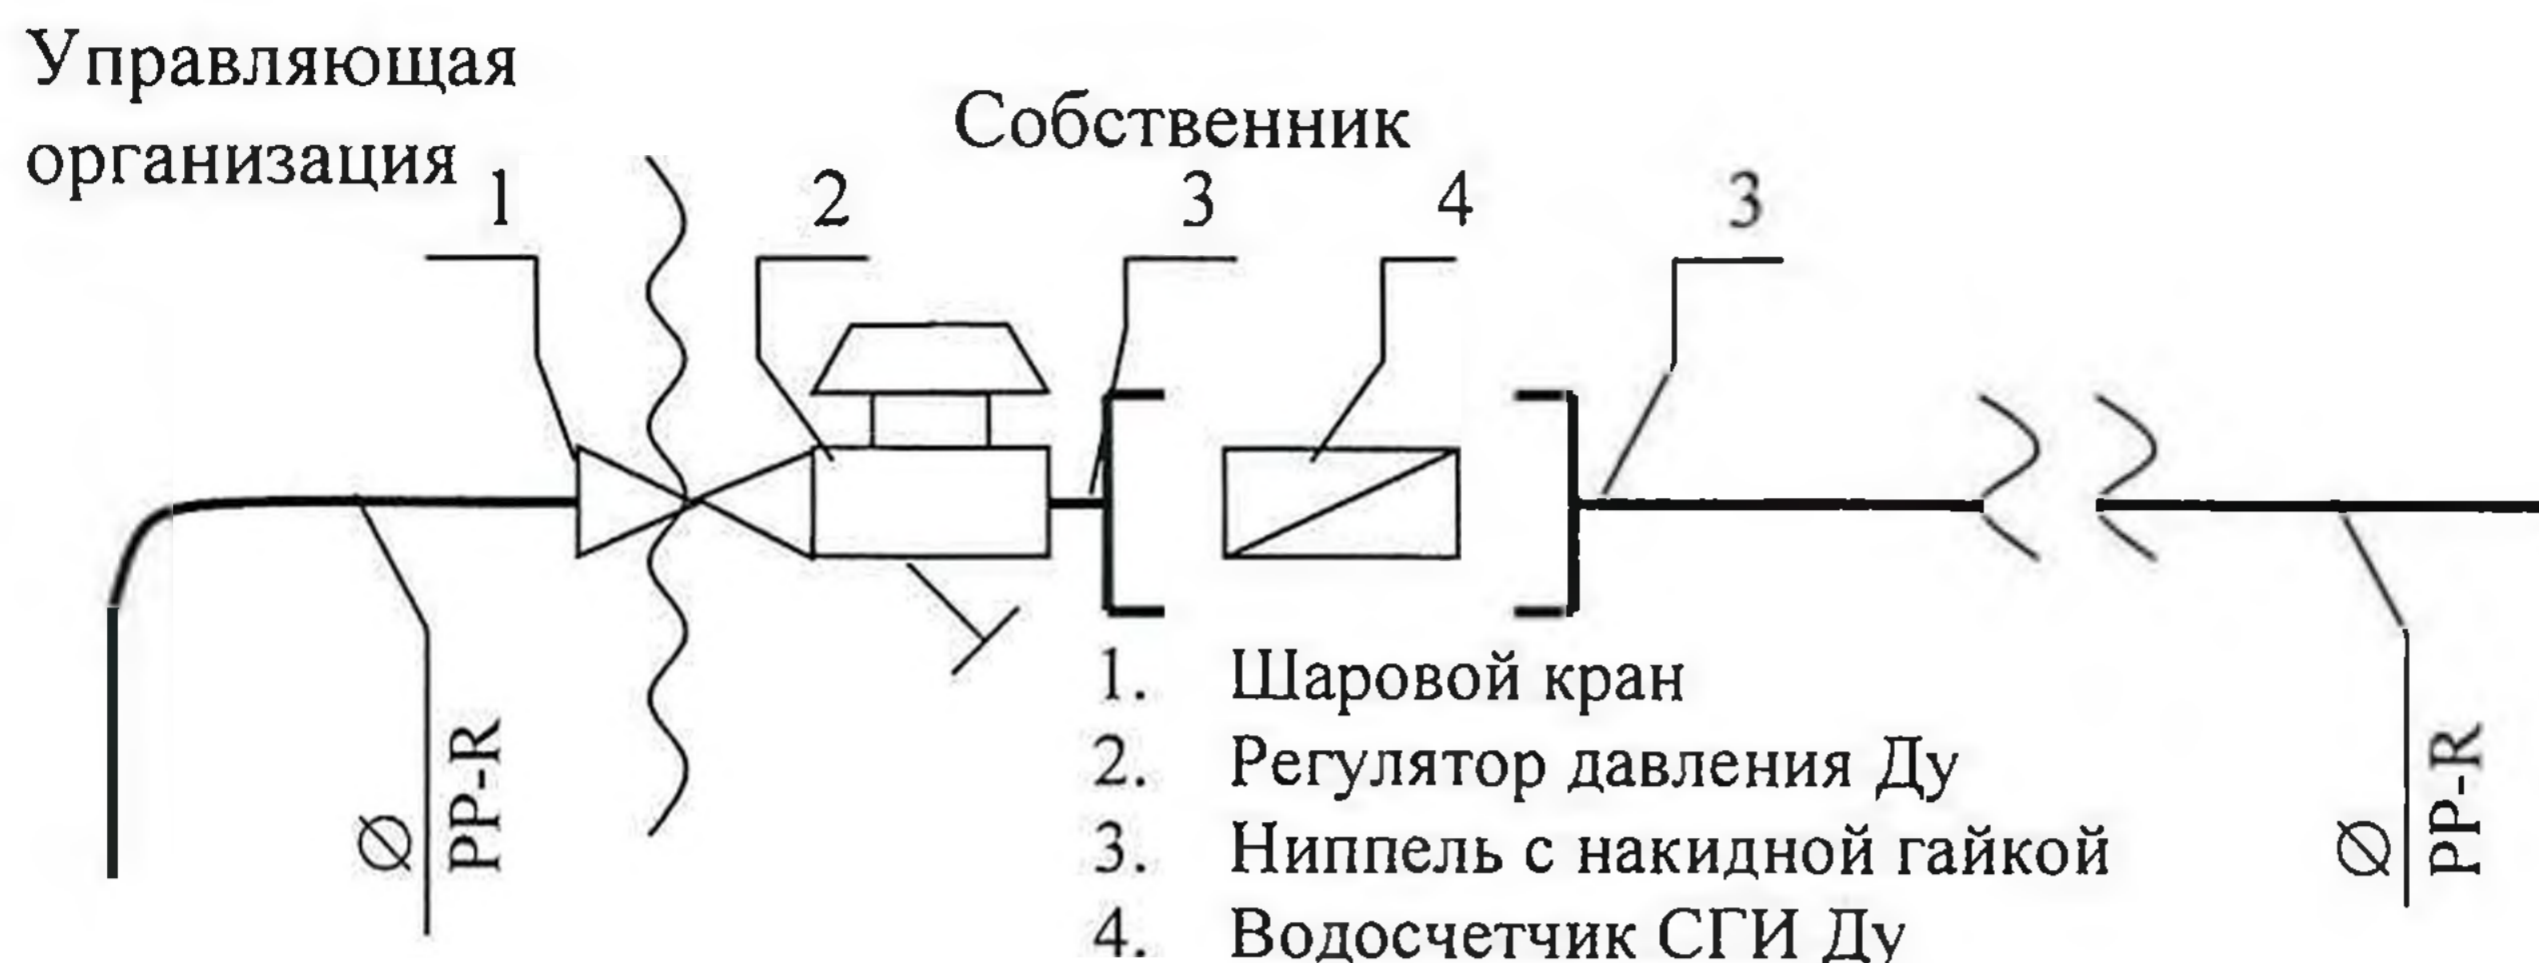 Управляющая
организация
Собственник
1
2
3
4
3
1. Шаровой кран
2. Регулятор давления Ду
3. Ниппель с накидной гайкой
4. Водосчетчик СГИ Ду
Ø
PP-R
Ø
PP-R